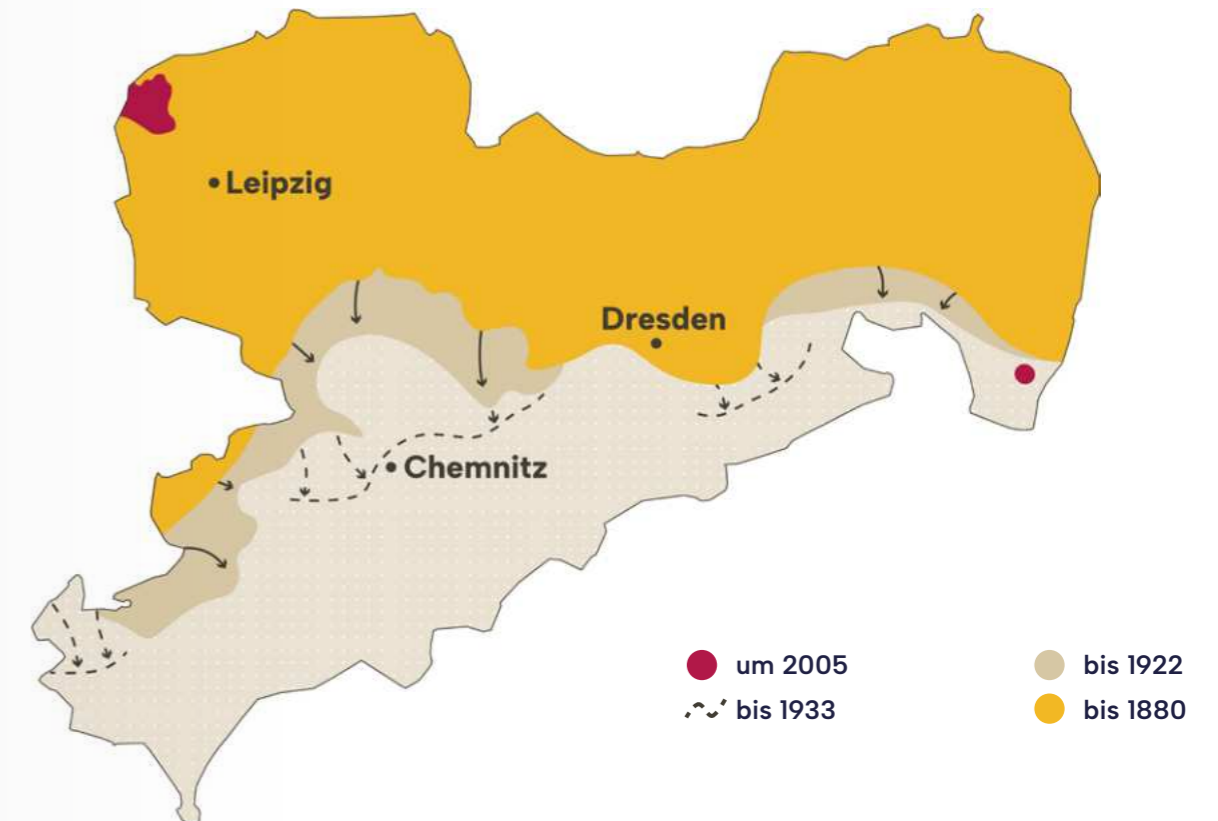 Leipzig
Dresden
Chemnitz
um 2005
bis 1933
bis 1922
bis 1880